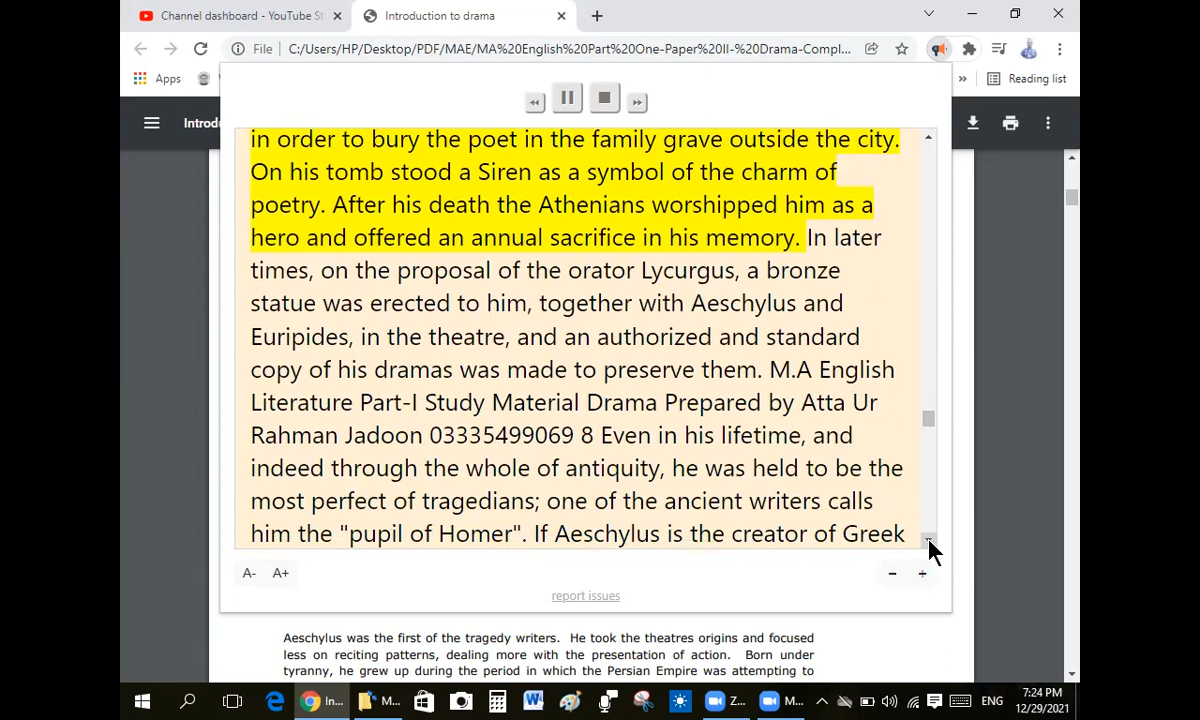 Channel dashboard - YouTube St
Introduction to drama
File
C:/Users/HP/Desktop/PDF/MAE/MA%20English%20Part%20One-Paper%20II-%20Drama-Compl...
Apps
Reading list
Introdu
in order to bury the poet in the family grave outside the city.
On his tomb stood a Siren as a symbol of the charm of
poetry. After his death the Athenians worshipped him as a
hero and offered an annual sacrifice in his memory. In later
times, on the proposal of the orator Lycurgus, a bronze
statue was erected to him, together with Aeschylus and
Euripides, in the theatre, and an authorized and standard
copy of his dramas was made to preserve them. M.A English
Literature Part-I Study Material Drama Prepared by Atta Ur
Rahman Jadoon 03335499069 8 Even in his lifetime, and
indeed through the whole of antiquity, he was held to be the
most perfect of tragedians; one of the ancient writers calls
him the "pupil of Homer". If Aeschylus is the creator of Greek
A- A+
report issues
Aeschylus was the first of the tragedy writers. He took the theatres origins and focused
less on reciting patterns, dealing more with the presentation of action. Born under
tyranny, he grew up during the period in which the Persian Empire was attempting to
In...
M...
Z...
M...
ENG
7:24 PM
12/29/2021